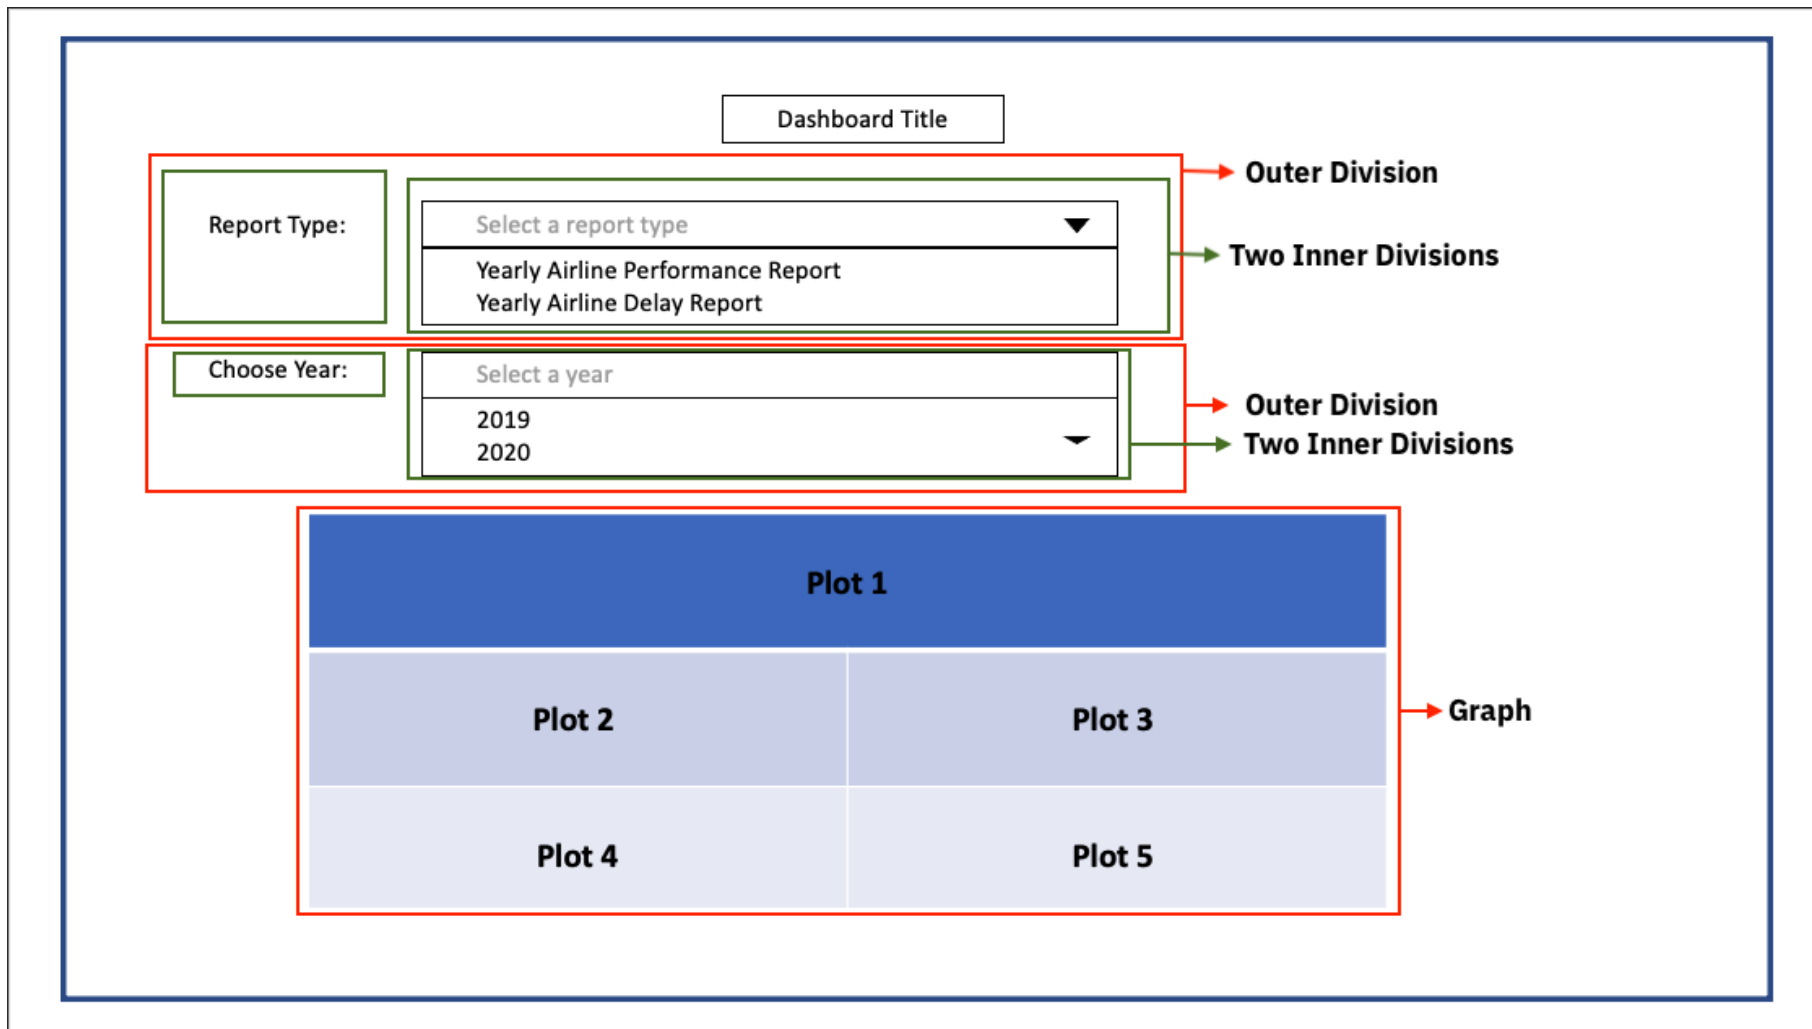 Dashboard Title
Outer Division
Report Type:
Select a report type
Two Inner Divisions
Yearly Airline Performance Report
Yearly Airline Delay Report
Choose Year:
Select a year
2019
Outer Division
2020
Two Inner Divisions
Plot 1
Plot 2
Plot 3
Graph
Plot 4
Plot 5